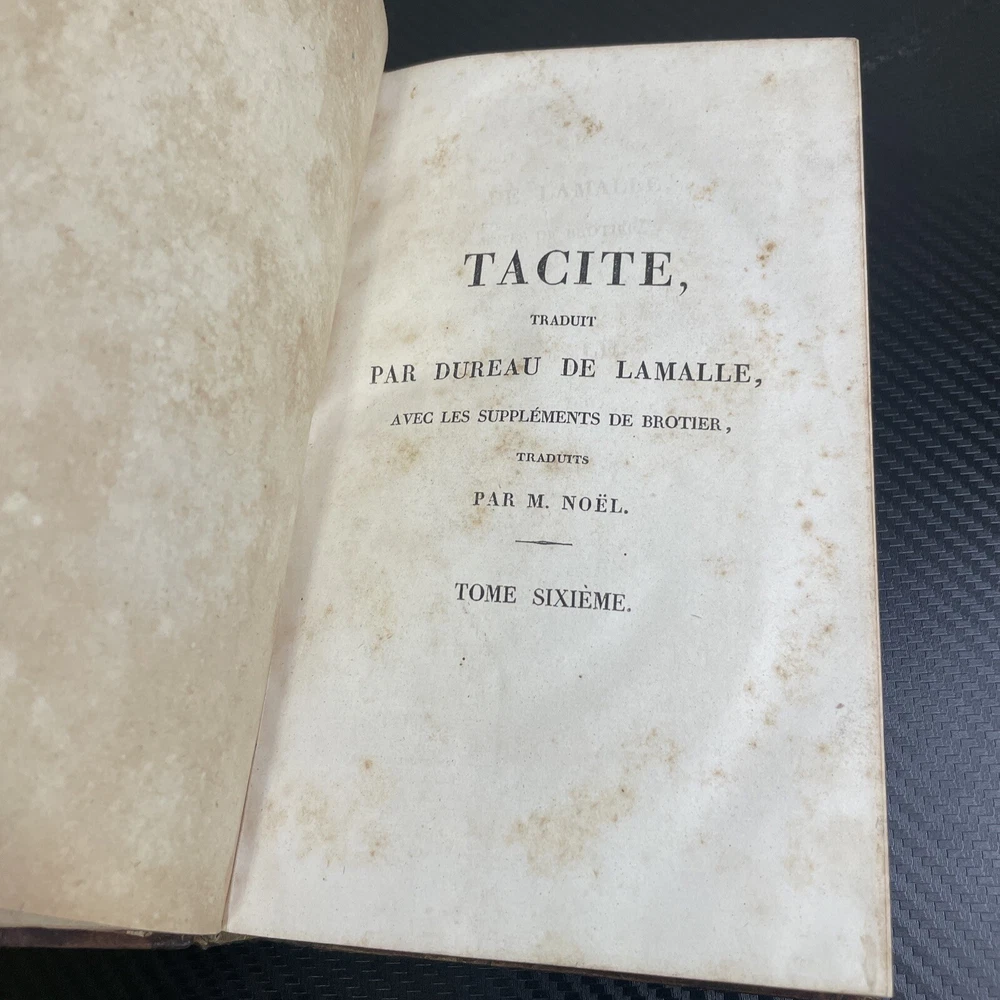 TACITE,
TRADUIT
PAR DUREAU DE LAMALLE,
AVEC LES SUPPLÉMENTS DE BROTIER,
TRADUITS
PAR M. NOËL.
TOME SIXIÈME.